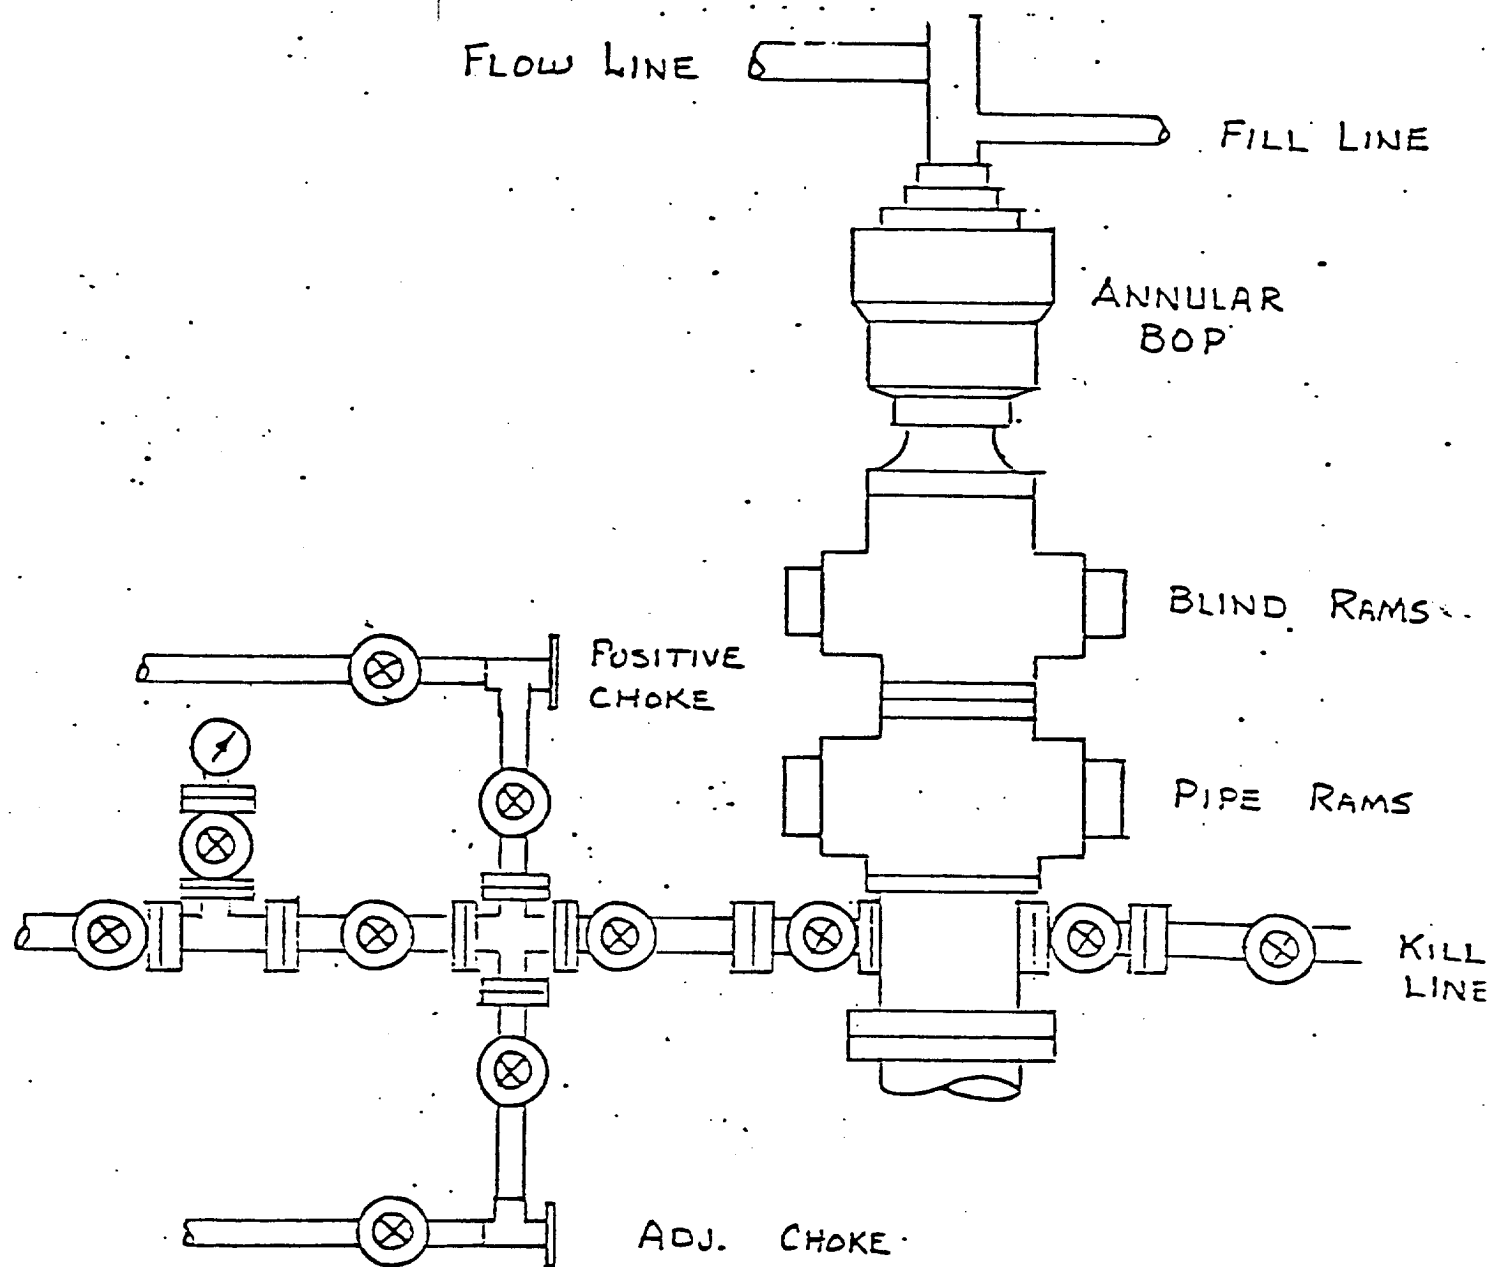 FLOW LINE
FILL LINE
ANNULAR
BOP
BLIND RAMS
POSITIVE
CHOKE
PIPE RAMS
KILL
LINE
ADJ. CHOKE